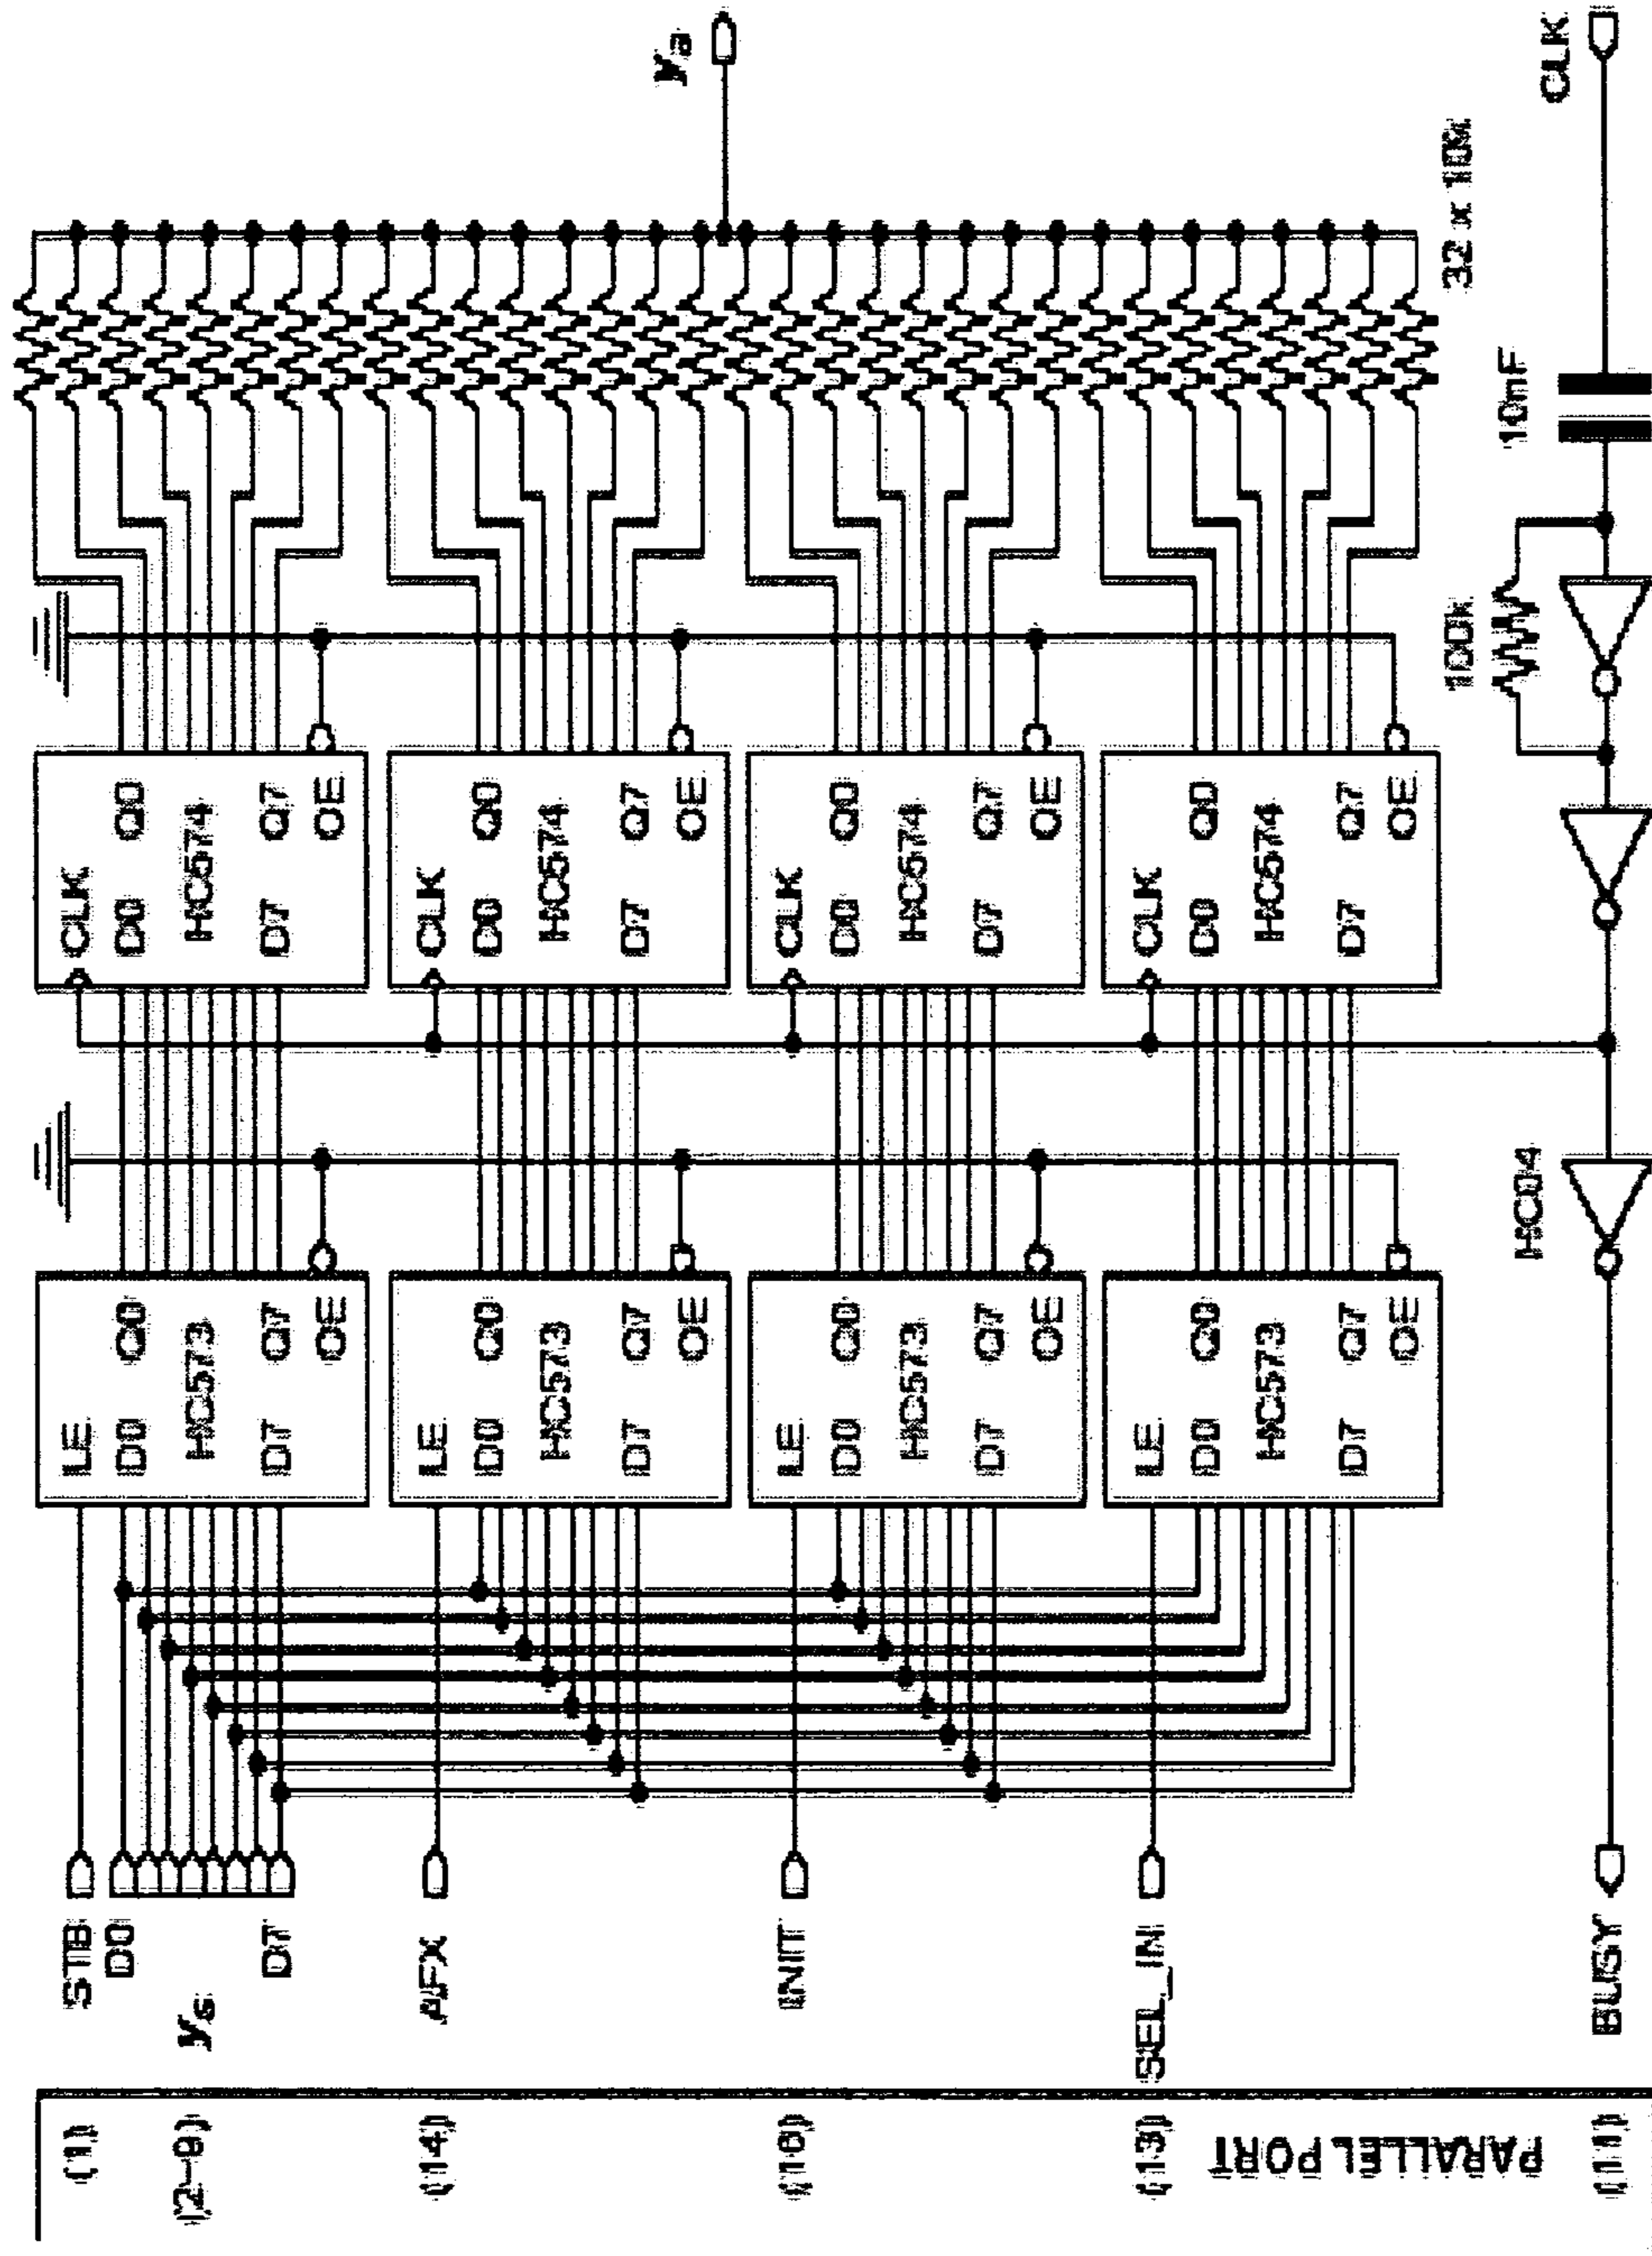 PARALLEL PORT
(1)
STB
(2-9)
D0
y_s
D7
(14)
AFX
(16)
INIT
(13)
SEL_IN
(11)
BUSY
LE
D0 Q0
HC573
D7 Q7
OE
LE
D0 Q0
HC573
D7 Q7
OE
LE
D0 Q0
HC573
D7 Q7
OE
LE
D0 Q0
HC573
D7 Q7
OE
CLK
D0 Q0
HC574
D7 Q7
OE
CLK
D0 Q0
HC574
D7 Q7
OE
CLK
D0 Q0
HC574
D7 Q7
OE
CLK
D0 Q0
HC574
D7 Q7
OE
y_a
32 x
HC04
100k
10nF
CLK